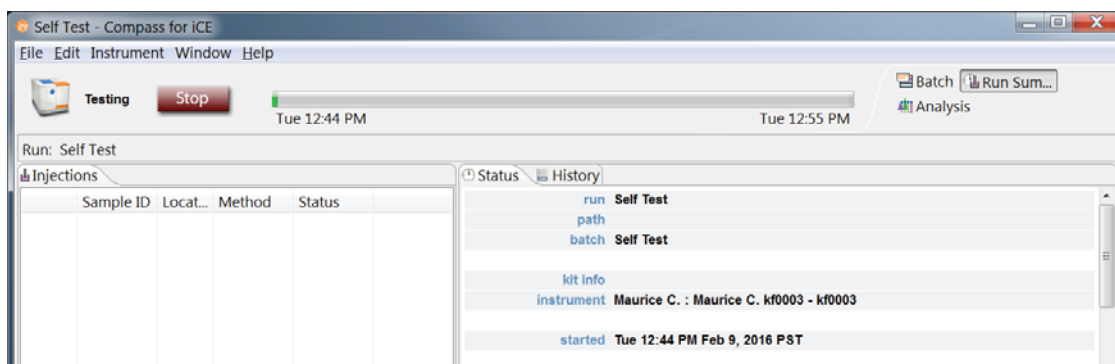 Self Test - Compass for iCE
File Edit Instrument Window Help
Testing Stop
Tue 12:44 PM Tue 12:55 PM
Batch Run Sum...
Analysis
Run: Self Test
Injections
Sample ID Locat... Method Status
Status History
run Self Test
path
batch Self Test
kit info
instrument Maurice C. : Maurice C. kf0003 - kf0003
started Tue 12:44 PM Feb 9, 2016 PST